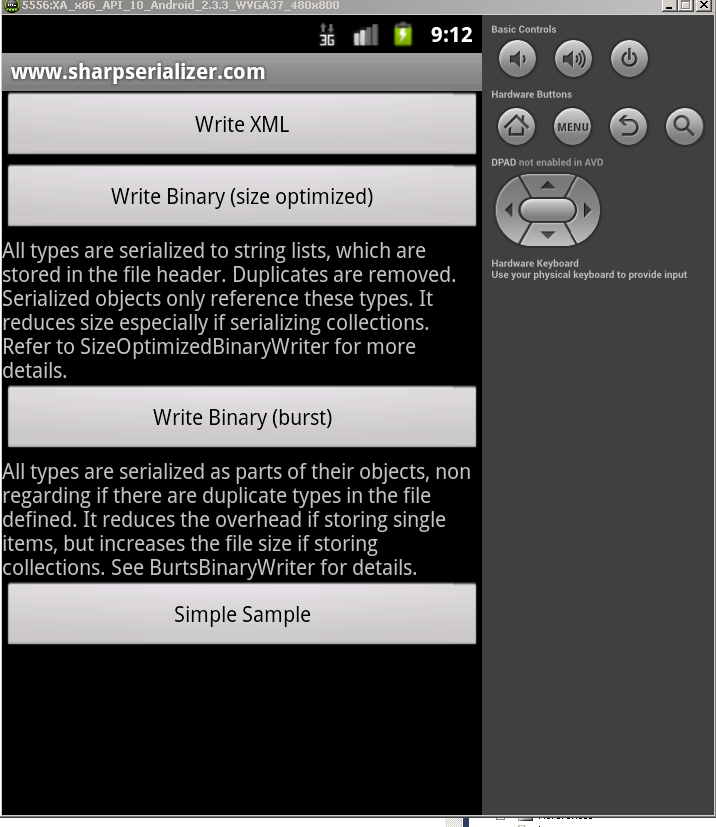 5556:XA_x86_API_10_Android_2.3.3_WVGA37_480x800
3G
9:12
www.sharpserializer.com
Write XML
Write Binary (size optimized)
All types are serialized to string lists, which are
stored in the file header. Duplicates are removed.
Serialized objects only reference these types. It
reduces size especially if serializing collections.
Refer to SizeOptimizedBinaryWriter for more
details.
Write Binary (burst)
All types are serialized as parts of their objects, non
regarding if there are duplicate types in the file
defined. It reduces the overhead if storing single
items, but increases the file size if storing
collections. See BurtsBinaryWriter for details.
Simple Sample
Basic Controls
Hardware Buttons
MENU
DPAD not enabled in AVD
Hardware Keyboard
Use your physical keyboard to provide input